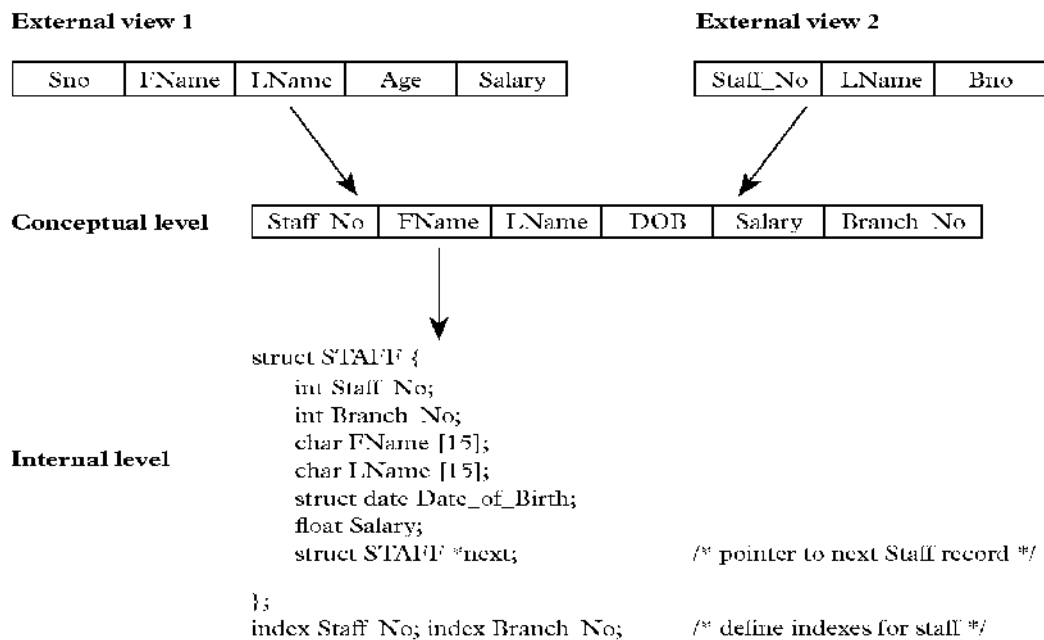 External view 1
External view 2
Sno FName LName Age Salary
Staff_No LName Bno
Conceptual level
Staff_No FName LName DOB Salary Branch_No
struct STAFF {
int Staff_No;
int Branch_No;
char FName [15];
Internal level
char LName [15];
struct date Date_of_Birth;
float Salary;
struct STAFF *next; /* pointer to next Staff record */
};
index Staff_No; index Branch_No; /* define indexes for staff */